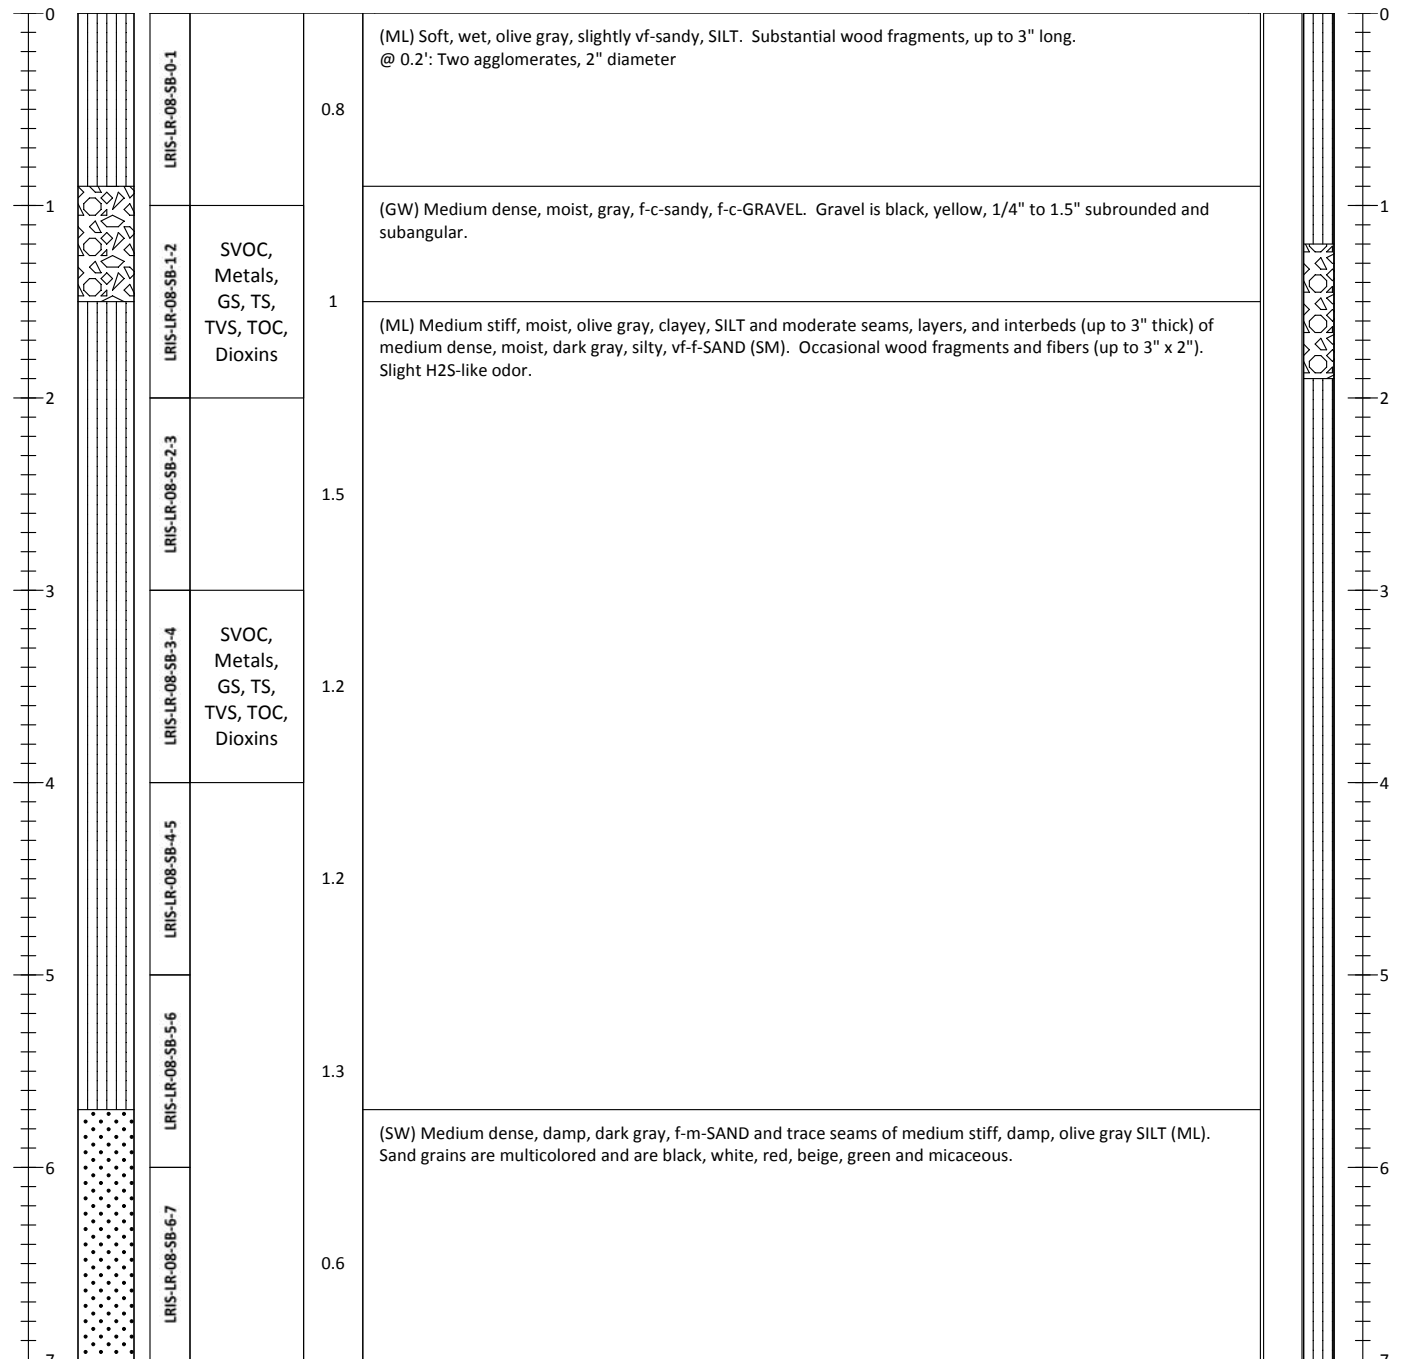 0
LRIS-LR-08-SB-0-1
0.8
(ML) Soft, wet, olive gray, slightly vf-sandy, SILT. Substantial wood fragments, up to 3" long.
@ 0.2': Two agglomerates, 2" diameter
0
1
LRIS-LR-08-SB-1-2
SVOC,
Metals,
GS, TS,
TVS, TOC,
Dioxins
1
(GW) Medium dense, moist, gray, f-c-sandy, f-c-GRAVEL. Gravel is black, yellow, 1/4" to 1.5" subrounded and
subangular.
1
(ML) Medium stiff, moist, olive gray, clayey, SILT and moderate seams, layers, and interbeds (up to 3" thick) of
medium dense, moist, dark gray, silty, vf-f-SAND (SM). Occasional wood fragments and fibers (up to 3" x 2").
Slight H2S-like odor.
2
LRIS-LR-08-SB-2-3
1.5
2
3
LRIS-LR-08-SB-3-4
SVOC,
Metals,
GS, TS,
TVS, TOC,
Dioxins
1.2
3
4
LRIS-LR-08-SB-4-5
1.2
4
5
LRIS-LR-08-SB-5-6
1.3
5
(SW) Medium dense, damp, dark gray, f-m-SAND and trace seams of medium stiff, damp, olive gray SILT (ML).
Sand grains are multicolored and are black, white, red, beige, green and micaceous.
6
LRIS-LR-08-SB-6-7
0.6
6
7
7